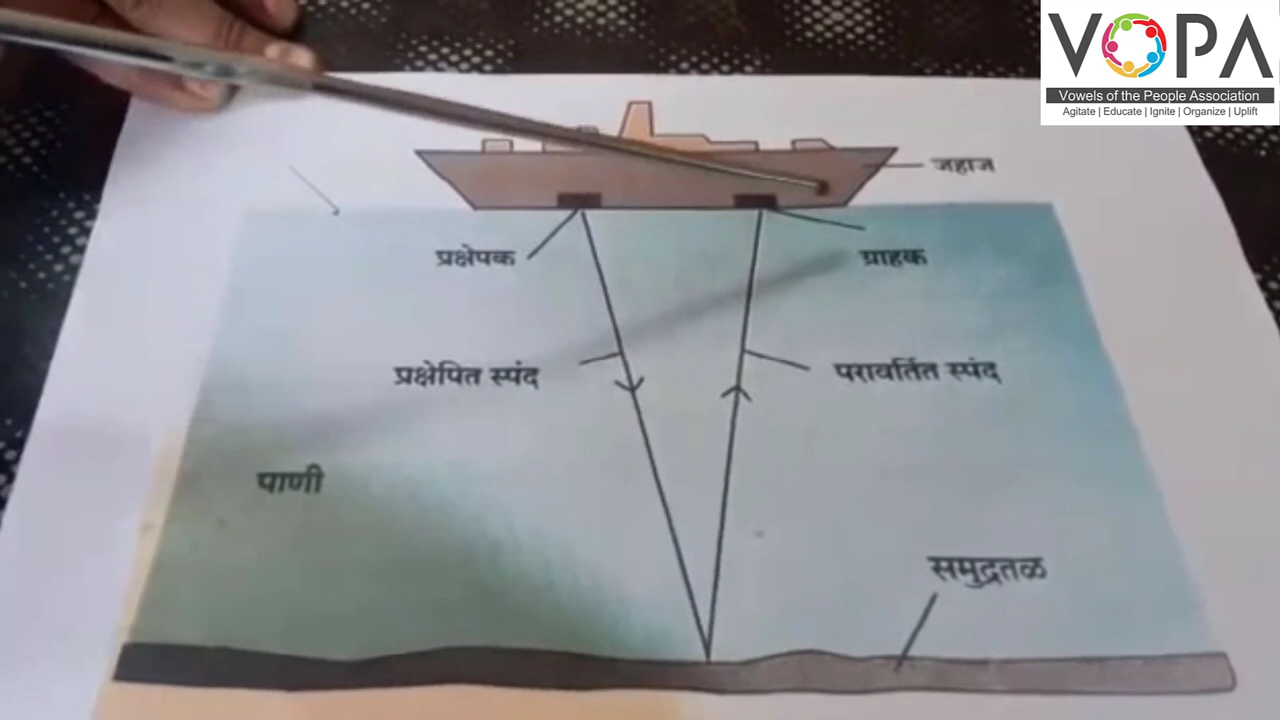 VOPA
Vowels of the People Association
Agitate | Educate | Ignite | Organize | Uplift
जहाज
प्रक्षेपक
ग्राहक
प्रक्षेपित स्पंद
परावर्तित स्पंद
पाणी
समुद्रतळ